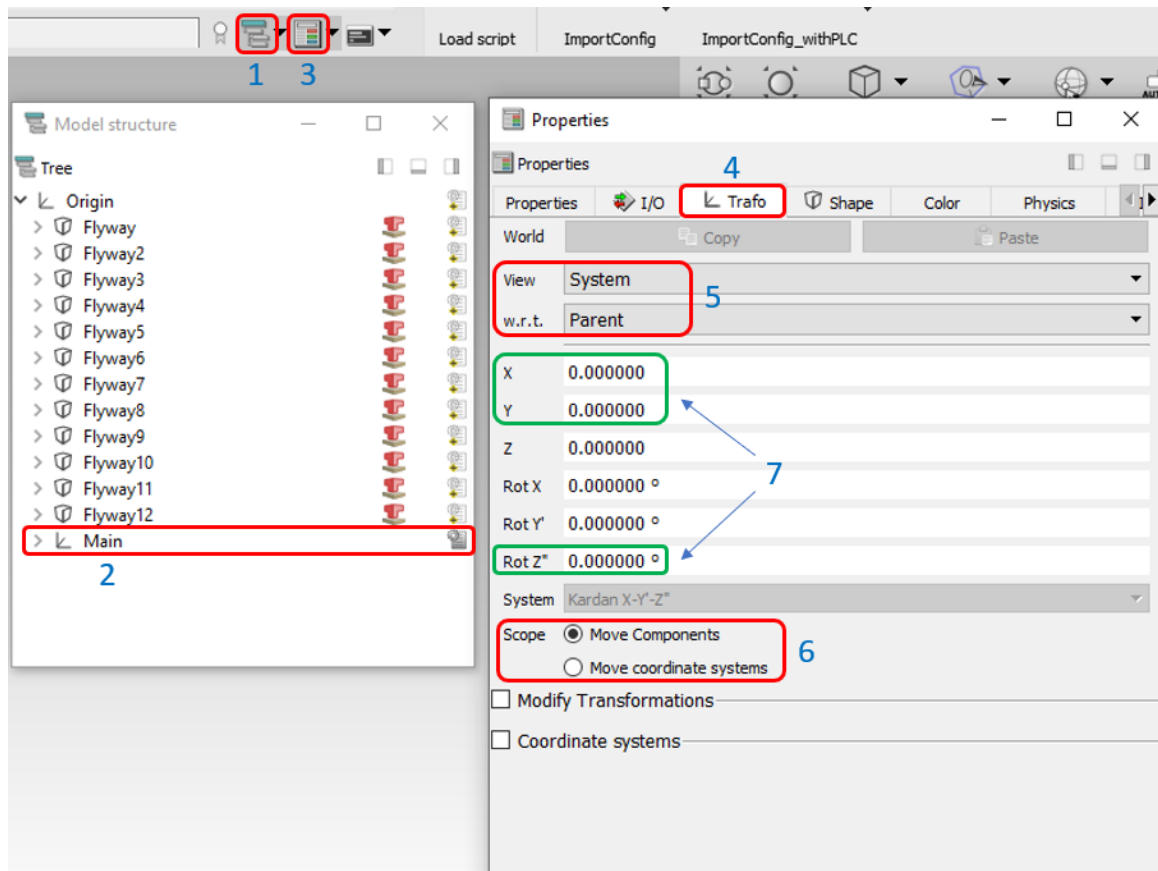 Load script ImportConfig ImportConfig_withPLC
1 3
Model structure
Tree
Origin
Flyway
Flyway2
Flyway3
Flyway4
Flyway5
Flyway6
Flyway7
Flyway8
Flyway9
Flyway10
Flyway11
Flyway12
Main
2
Properties
Properties
4
Properties I/O Trafo Shape Color Physics
World Copy Paste
View System
5
w.r.t. Parent
X 0.000000
Y 0.000000
Z 0.000000
7
Rot X 0.000000 °
Rot Y' 0.000000 °
Rot Z" 0.000000 °
System Kardan X-Y'-Z"
Scope Move Components
6
Move coordinate systems
Modify Transformations
Coordinate systems